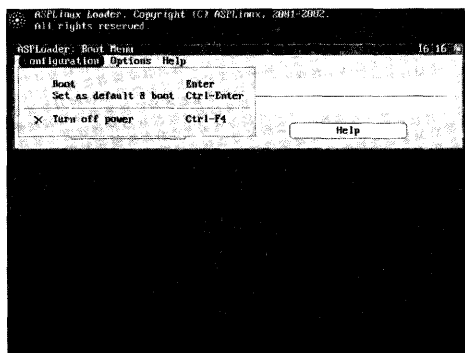 ASPLinux Loader. Copyright (C) ASPLinux, 2001-2002.
All rights reserved.
ASPLoader: Boot Menu 16:16
Configuration Options Help
Boot Enter
Set as default & boot Ctrl-Enter
Turn off power Ctrl-F4
Help